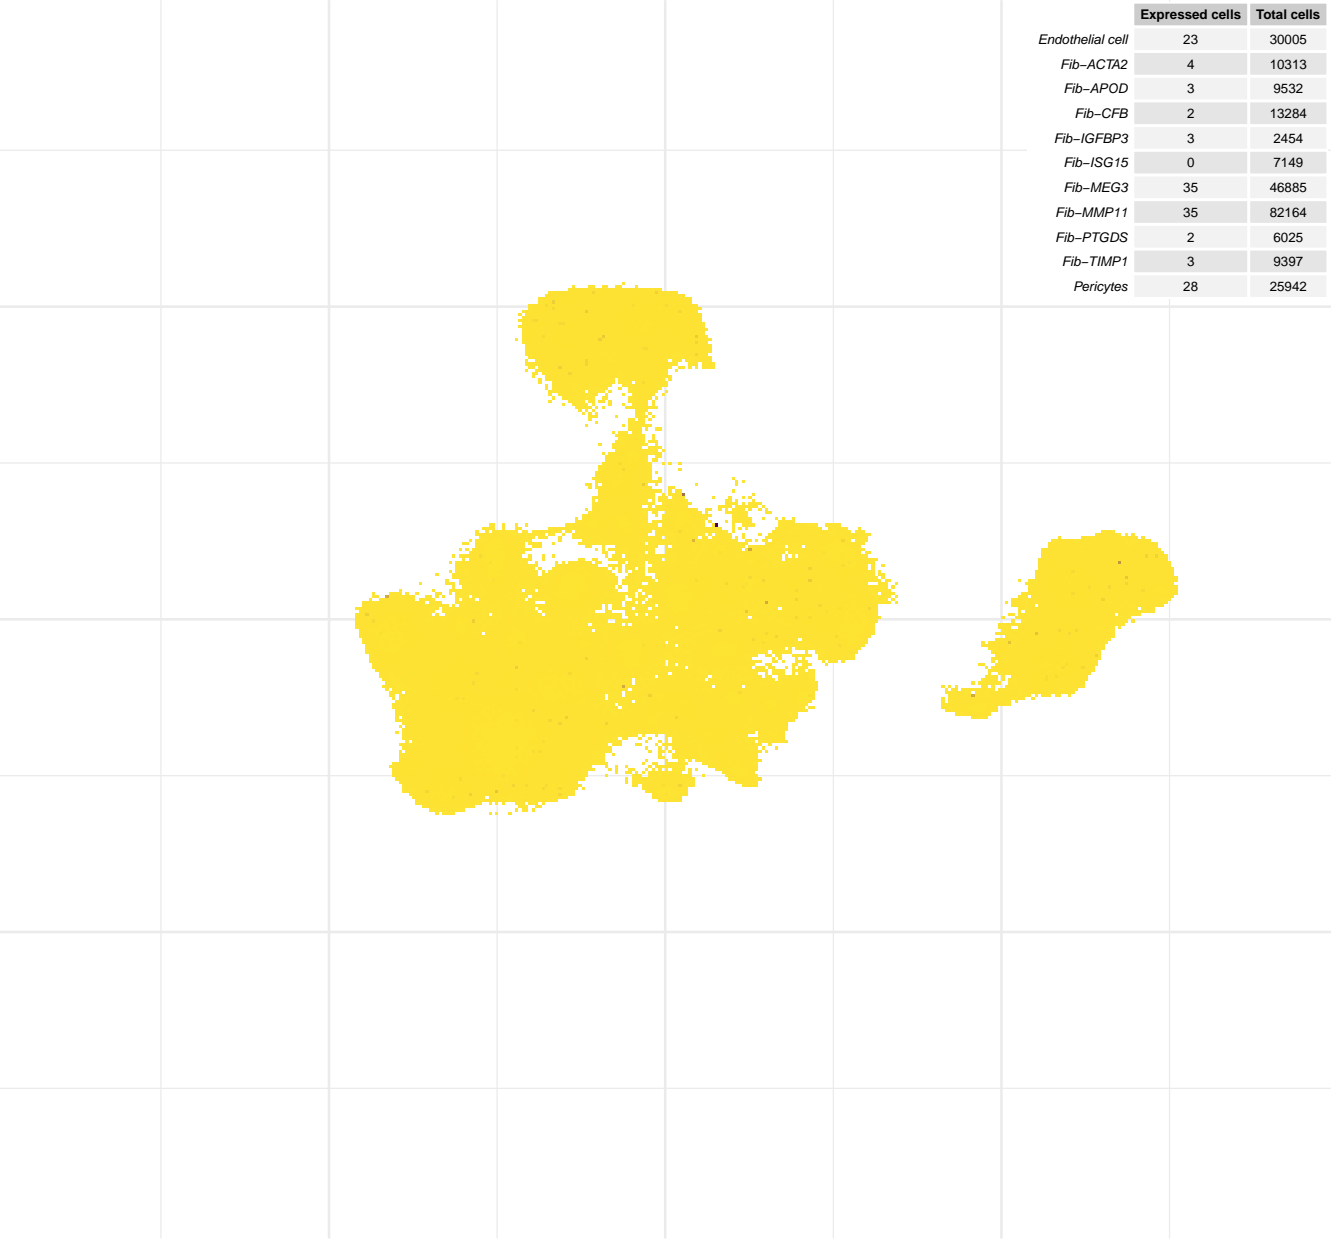 Expressed cells Total cells
Endothelial cell 23 30005
Fib−ACTA2 4 10313
Fib−APOD 3 9532
Fib−CFB 2 13284
Fib−IGFBP3 3 2454
Fib−ISG15 0 7149
Fib−MEG3 35 46885
Fib−MMP11 35 82164
Fib−PTGDS 2 6025
Fib−TIMP1 3 9397
Pericytes 28 25942